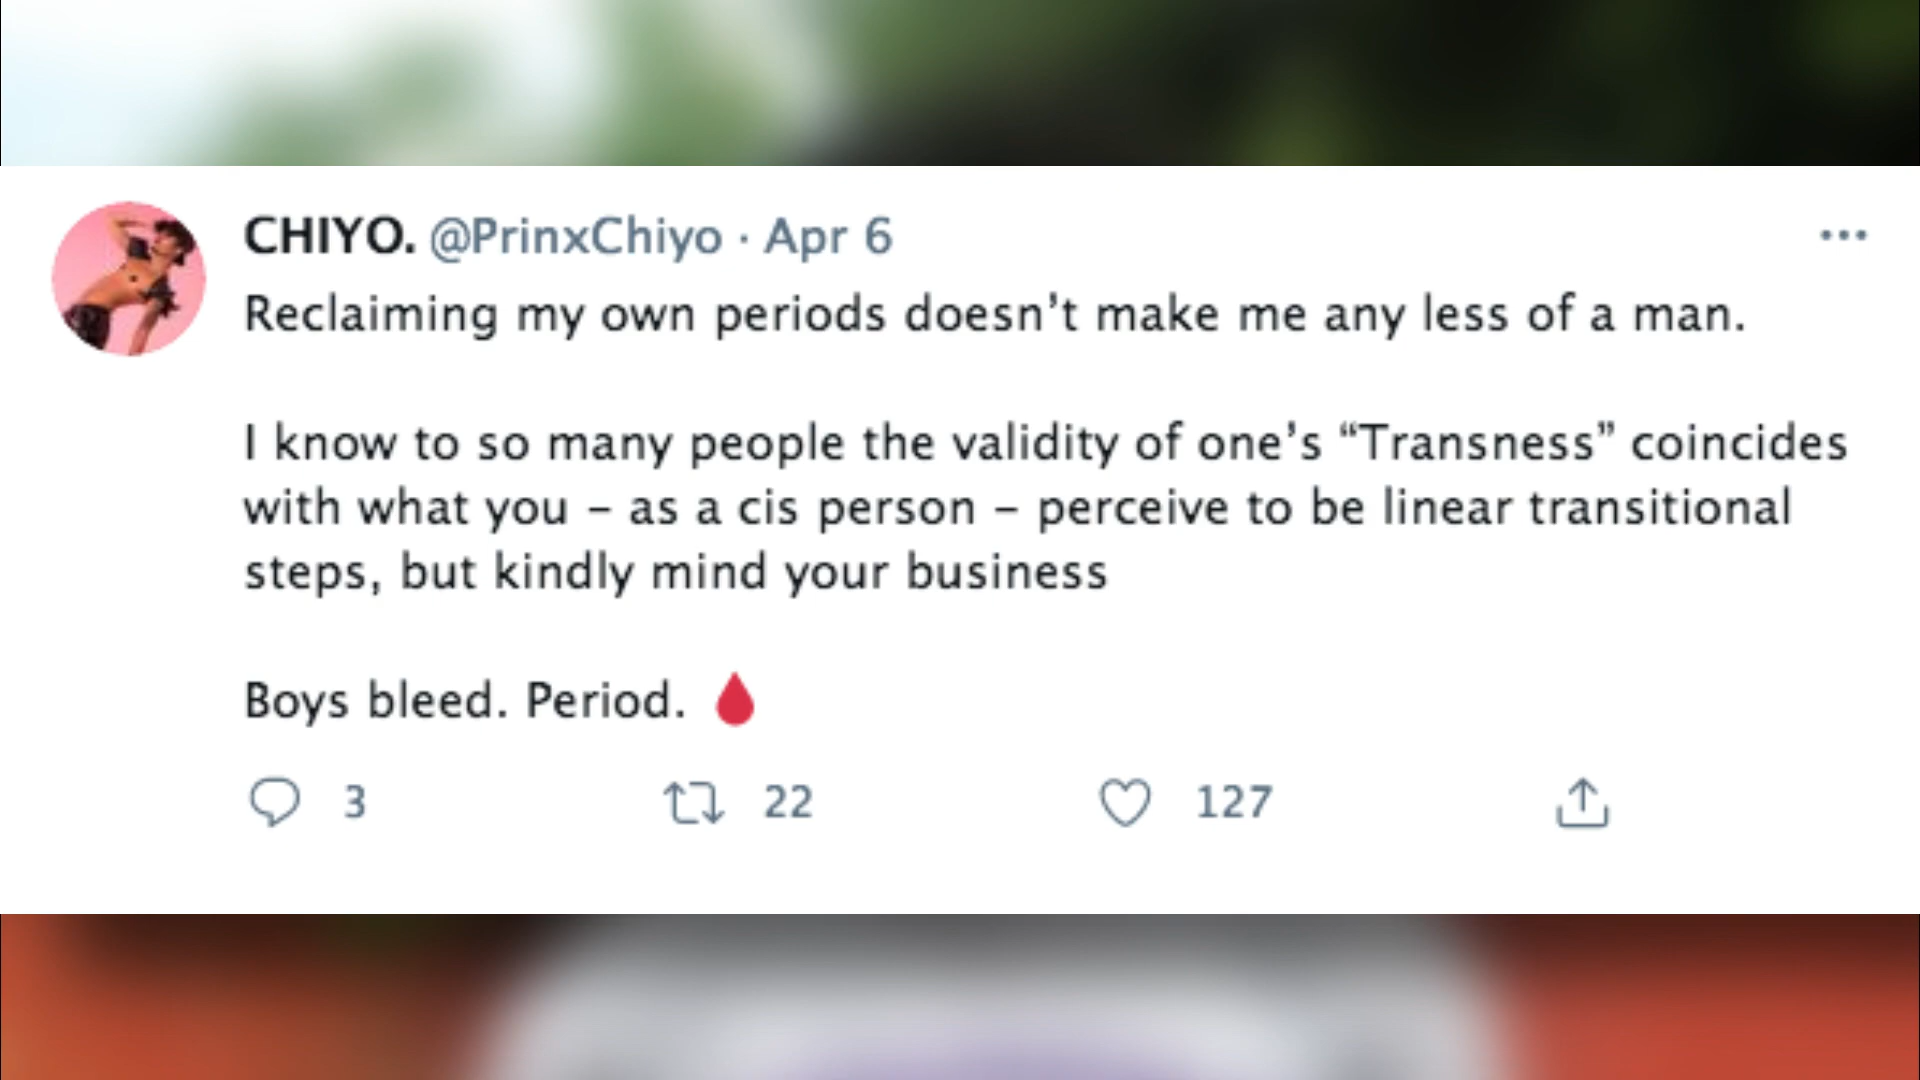 CHIYO. @PrinxChiyo · Apr 6
Reclaiming my own periods doesn’t make me any less of a man.
I know to so many people the validity of one’s “Transness” coincides
with what you – as a cis person – perceive to be linear transitional
steps, but kindly mind your business
Boys bleed. Period. 🩸
3 22 127